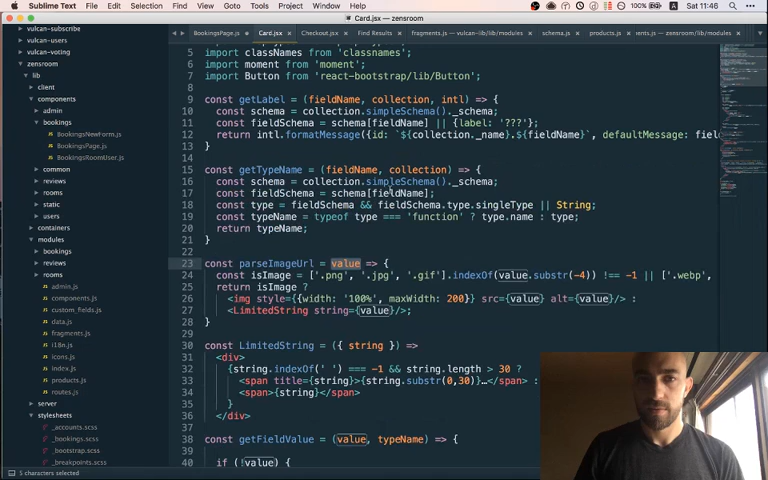 Sublime Text File Edit Selection Find View Goto Tools Project Window Help 100% Sat 11:46
Card.jsx — zensroom
BookingsPage.js Card.jsx Checkout.jsx Find Results fragments.js — vulcan-lib/lib/modules schema.js products.js nts.js — zensroom/lib/modules
vulcan-subscribe
vulcan-users
vulcan-voting
zensroom
lib
client
components
admin
bookings
BookingsNewForm.js
BookingsPage.js
BookingsRoomUser.js
common
reviews
rooms
static
users
containers
modules
bookings
reviews
rooms
admin.js
components.js
custom_fields.js
data.js
fragments.js
i18n.js
icons.js
index.js
products.js
routes.js
server
stylesheets
_accounts.scss
_bookings.scss
_bootstrap.scss
_breakpoints.scss
5 import classNames from 'classnames';
6 import moment from 'moment';
7 import Button from 'react-bootstrap/lib/Button';
8
9 const getLabel = (fieldName, collection, intl) => {
10 const schema = collection.simpleSchema()._schema;
11 const fieldSchema = schema[fieldName] || {label: '???'};
12 return intl.formatMessage({id: `${collection._name}.${fieldName}`, defaultMessage: fiel
13 }
14
15 const getTypeName = (fieldName, collection) => {
16 const schema = collection.simpleSchema()._schema;
17 const fieldSchema = schema[fieldName];
18 const type = fieldSchema && fieldSchema.type.singleType || String;
19 const typeName = typeof type === 'function' ? type.name : type;
20 return typeName;
21 }
22
23 const parseImageUrl = value => {
24 const isImage = ['.png', '.jpg', '.gif'].indexOf(value.substr(-4)) !== -1 || ['.webp',
25 return isImage ?
26 <img style={{width: '100%', maxWidth: 200}} src={value} alt={value}/> :
27 <LimitedString string={value}/>;
28 }
29
30 const LimitedString = ({ string }) =>
31 <div>
32 {string.indexOf(' ') === -1 && string.length > 30 ?
33 <span title={string}>{string.substr(0,30)}…</span> :
34 <span>{string}</span>
35 }
36 </div>
37
38 const getFieldValue = (value, typeName) => {
39
40 if (!value) {
5 characters selected